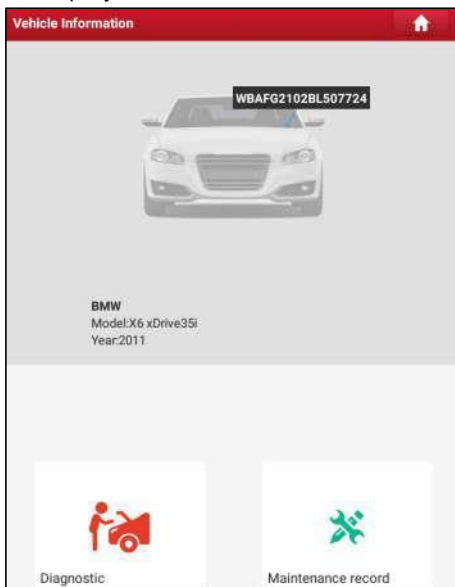 Vehicle Information
WBAFG2102BL507724
BMW
Model:X6 xDrive35i
Year:2011
Diagnostic
Maintenance record